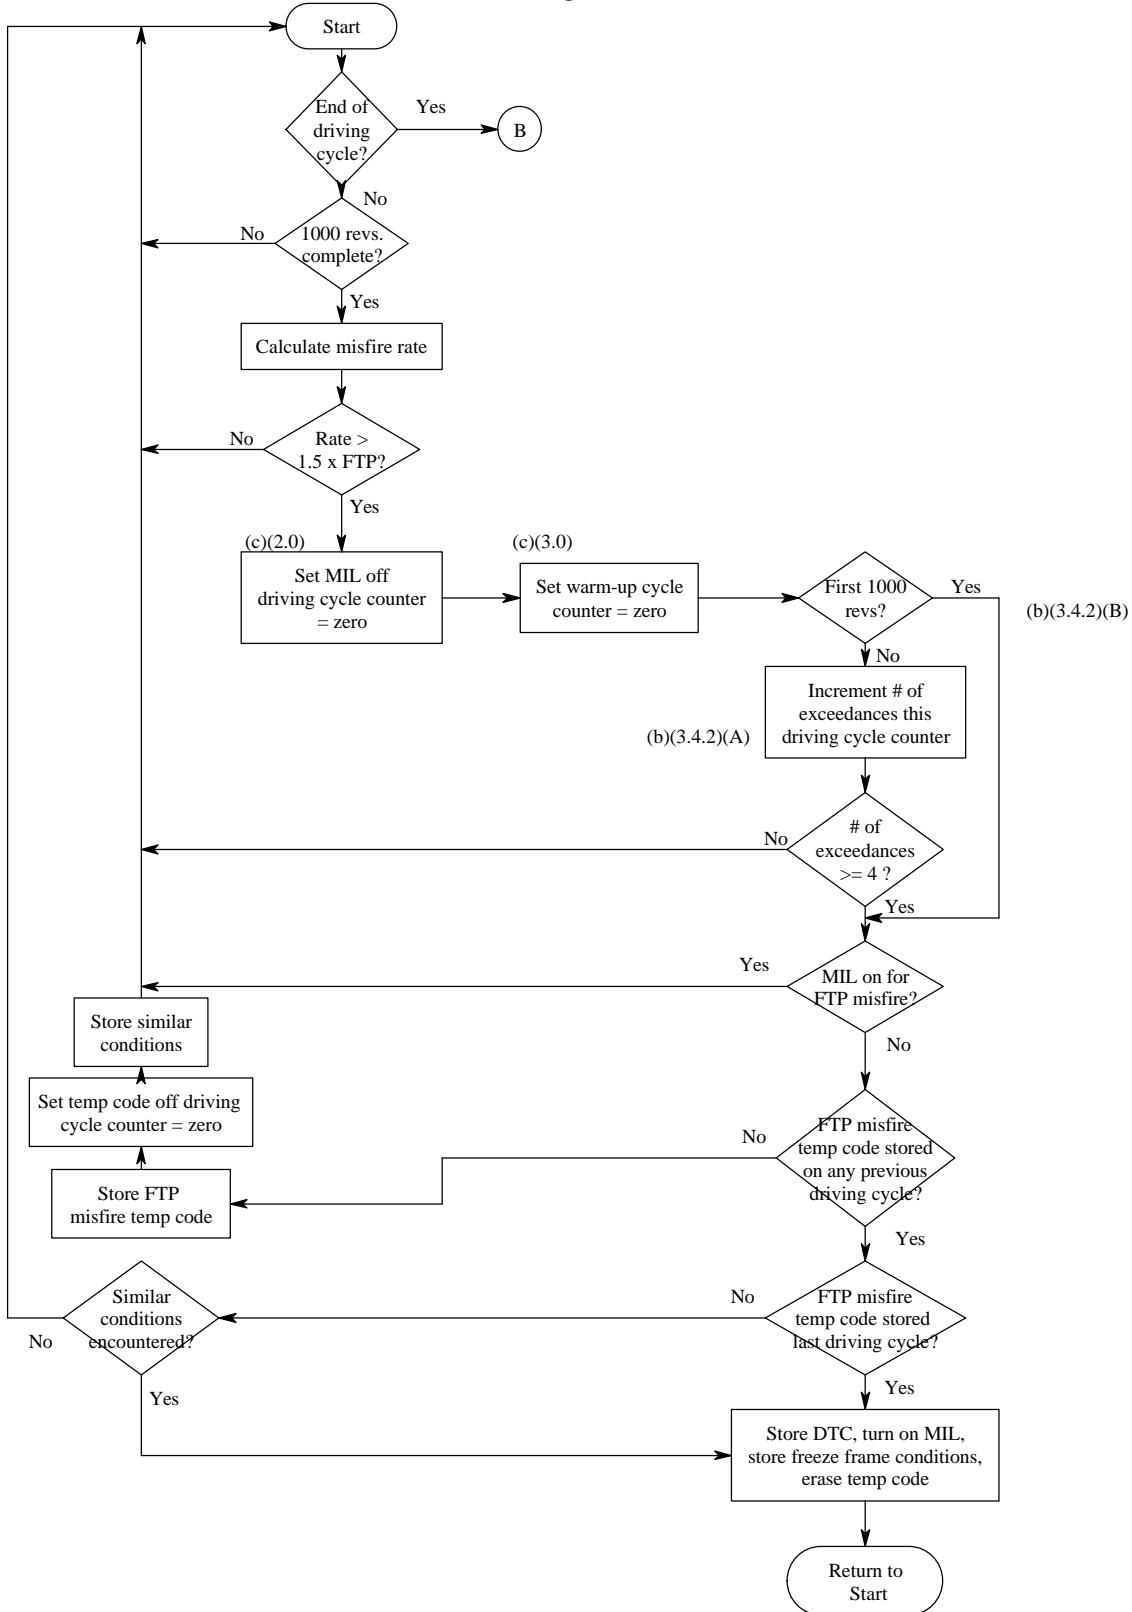 Start
End of
driving
cycle?
Yes
B
No
1000 revs.
complete?
No
Yes
Calculate misfire rate
Rate >
1.5 x FTP?
No
Yes
(c)(2.0)
Set MIL off
driving cycle counter
= zero
(c)(3.0)
Set warm-up cycle
counter = zero
First 1000
revs?
Yes
(b)(3.4.2)(B)
No
Increment # of
exceedances this
driving cycle counter
(b)(3.4.2)(A)
# of
exceedances
>= 4 ?
No
Yes
MIL on for
FTP misfire?
Yes
No
Store similar
conditions
Set temp code off driving
cycle counter = zero
Store FTP
misfire temp code
FTP misfire
temp code stored
on any previous
driving cycle?
No
Yes
FTP misfire
temp code stored
last driving cycle?
No
Yes
Similar
conditions
encountered?
No
Yes
Store DTC, turn on MIL,
store freeze frame conditions,
erase temp code
Return to
Start